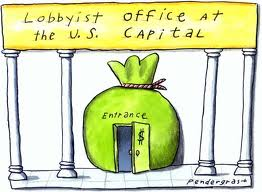 Lobbyist Office at
the U.S. Capital
Entrance
$
Pendergrast